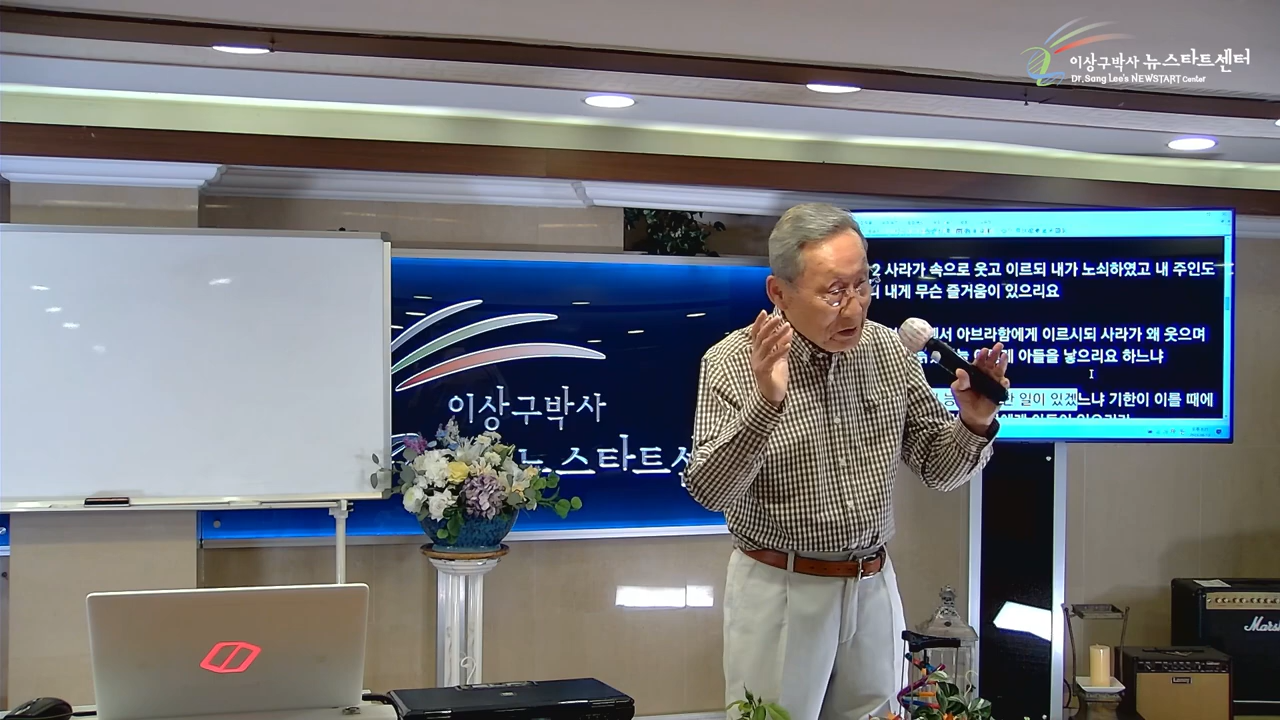 이상구박사 뉴스타트센터
Dr. Sang Lee's NEWSTART Center
2 사라가 속으로 웃고 이르되 내가 노쇠하였고 내 주인도
내게 무슨 즐거움이 있으리요
아브라함에게 이르시되 사라가 왜 웃으며
아들을 낳으리요 하느냐
일이 있겠느냐 기한이 이를 때에
이상구박사
뉴스타트센
Marsh
Laney